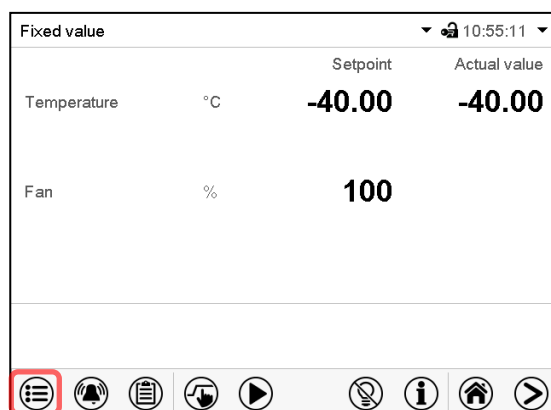 Fixed value 10:55:11
Setpoint Actual value
Temperature °C -40.00 -40.00
Fan % 100